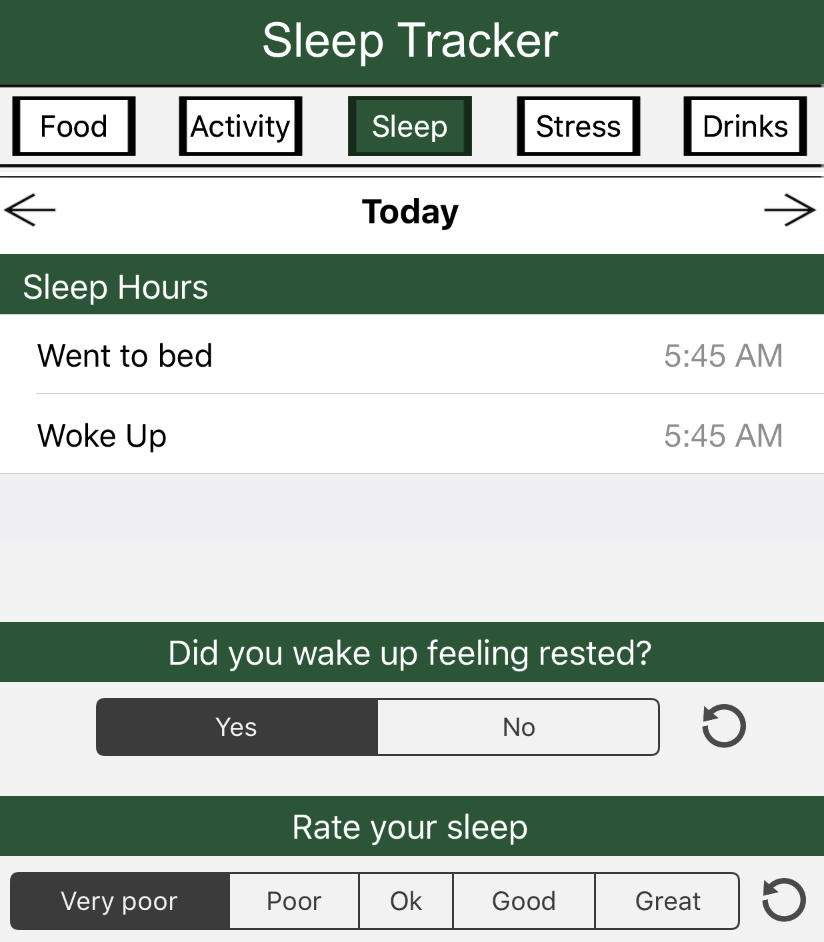 Sleep Tracker
Food Activity Sleep Stress Drinks
Today
Sleep Hours
Went to bed 5:45 AM
Woke Up 5:45 AM
Did you wake up feeling rested?
Yes No
Rate your sleep
Very poor Poor Ok Good Great